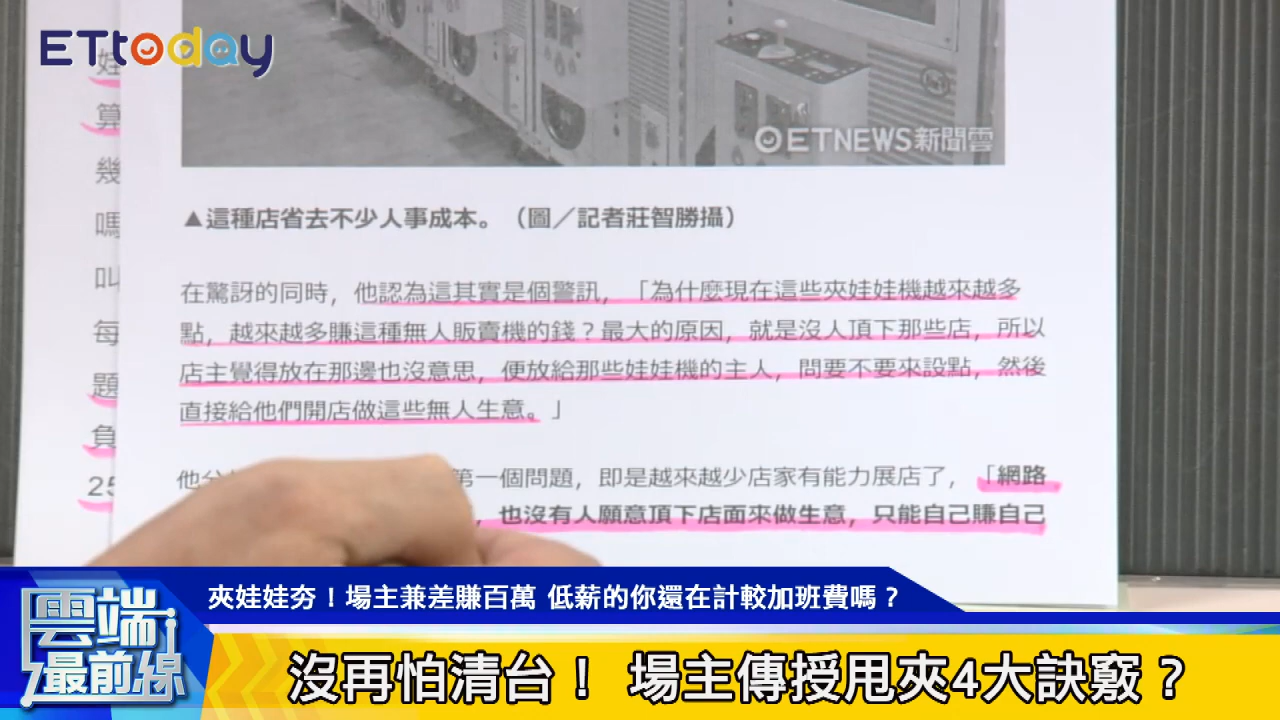 ETtoday
娃
算
幾
嗎
叫
每
題
負
25
ETNEWS新聞雲
▲這種店省去不少人事成本。（圖／記者莊智勝攝）
在驚訝的同時，他認為這其實是個警訊，「為什麼現在這些夾娃娃機越來越多
點，越來越多賺這種無人販賣機的錢？最大的原因，就是沒人頂下那些店，所以
店主覺得放在那邊也沒意思，便放給那些娃娃機的主人，問要不要來設點，然後
直接給他們開店做這些無人生意。」
他分 第一個問題，即是越來越少店家有能力展店了，「網路
，也沒有人願意頂下店面來做生意，只能自己賺自己
夾娃娃夯！場主兼差賺百萬 低薪的你還在計較加班費嗎？
雲端
最前線
沒再怕清台！ 場主傳授甩夾4大訣竅？